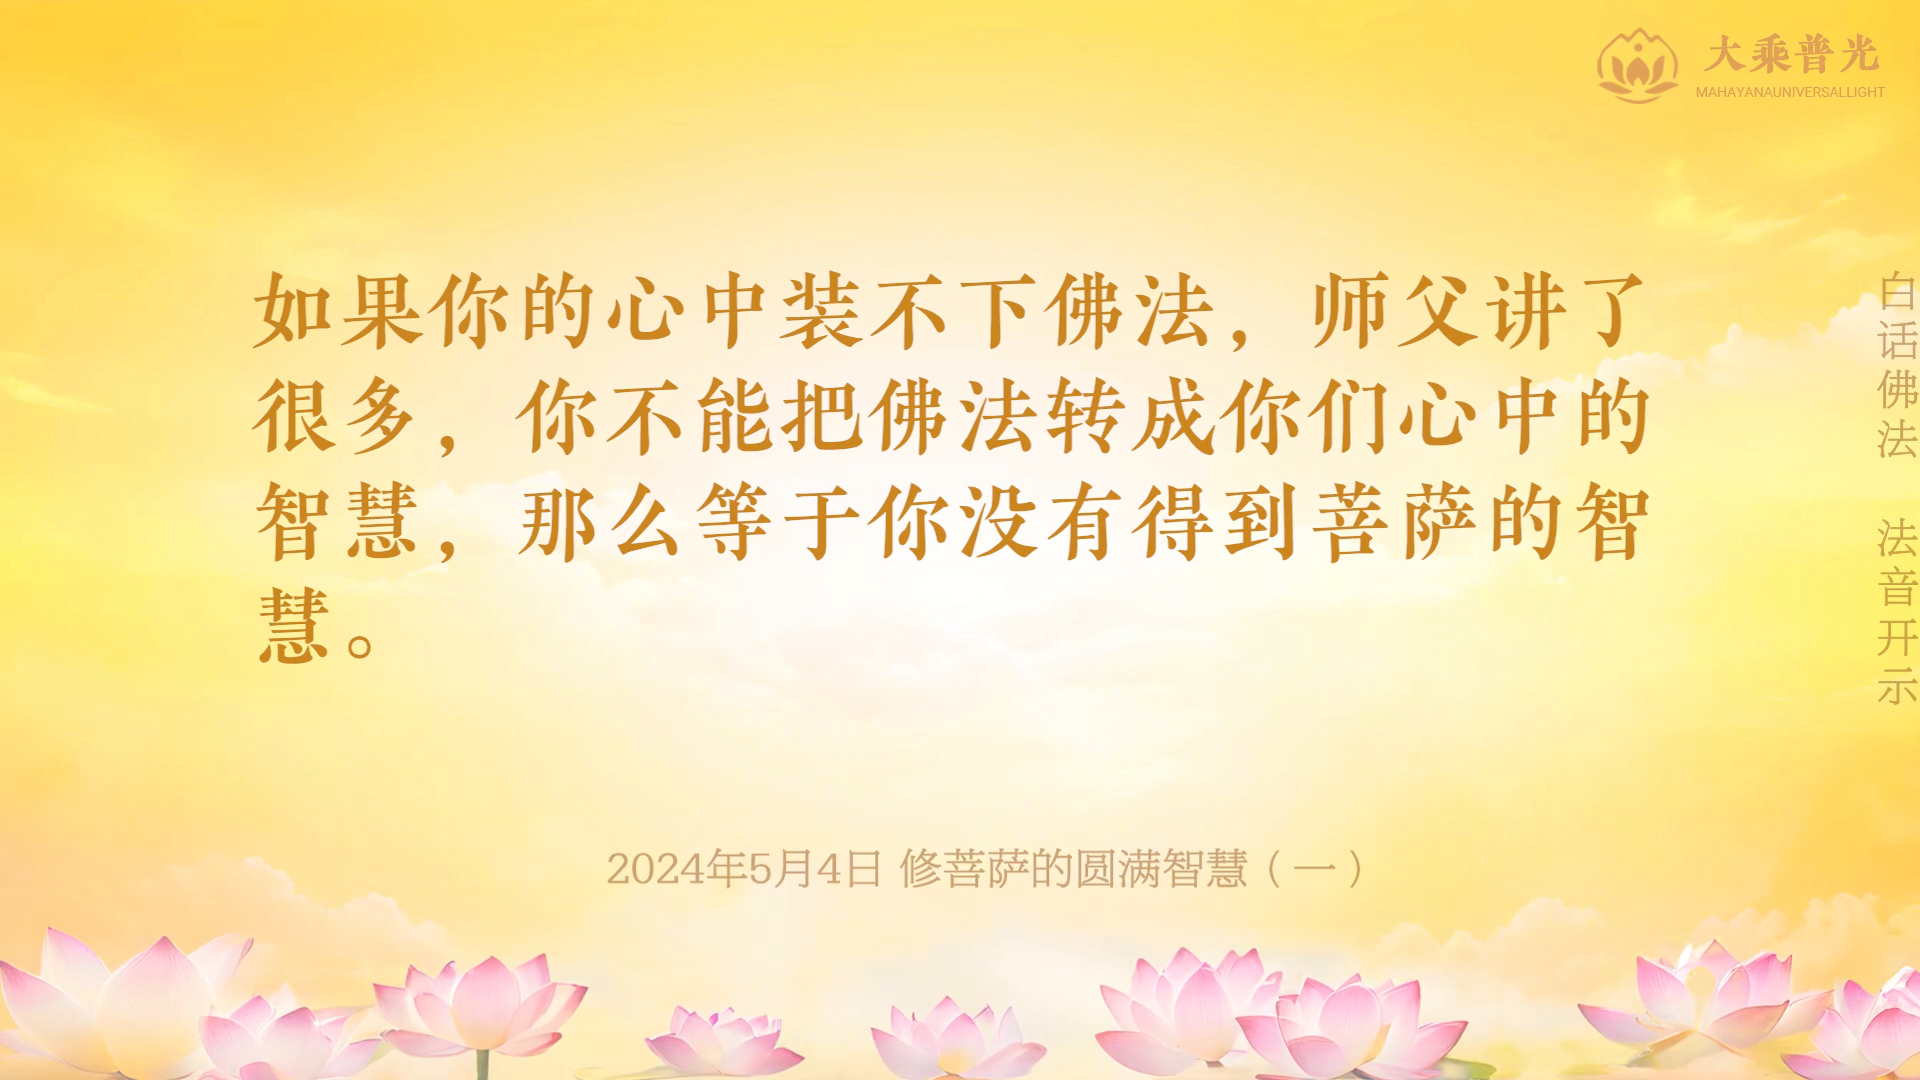 大乘普光
MAHAYANAUNIVERSALLIGHT
如果你的心中装不下佛法，师父讲了
很多，你不能把佛法转成你们心中的
智慧，那么等于你没有得到菩萨的智
慧。
白话佛法 法音开示
2024年5月4日 修菩萨的圆满智慧（一）